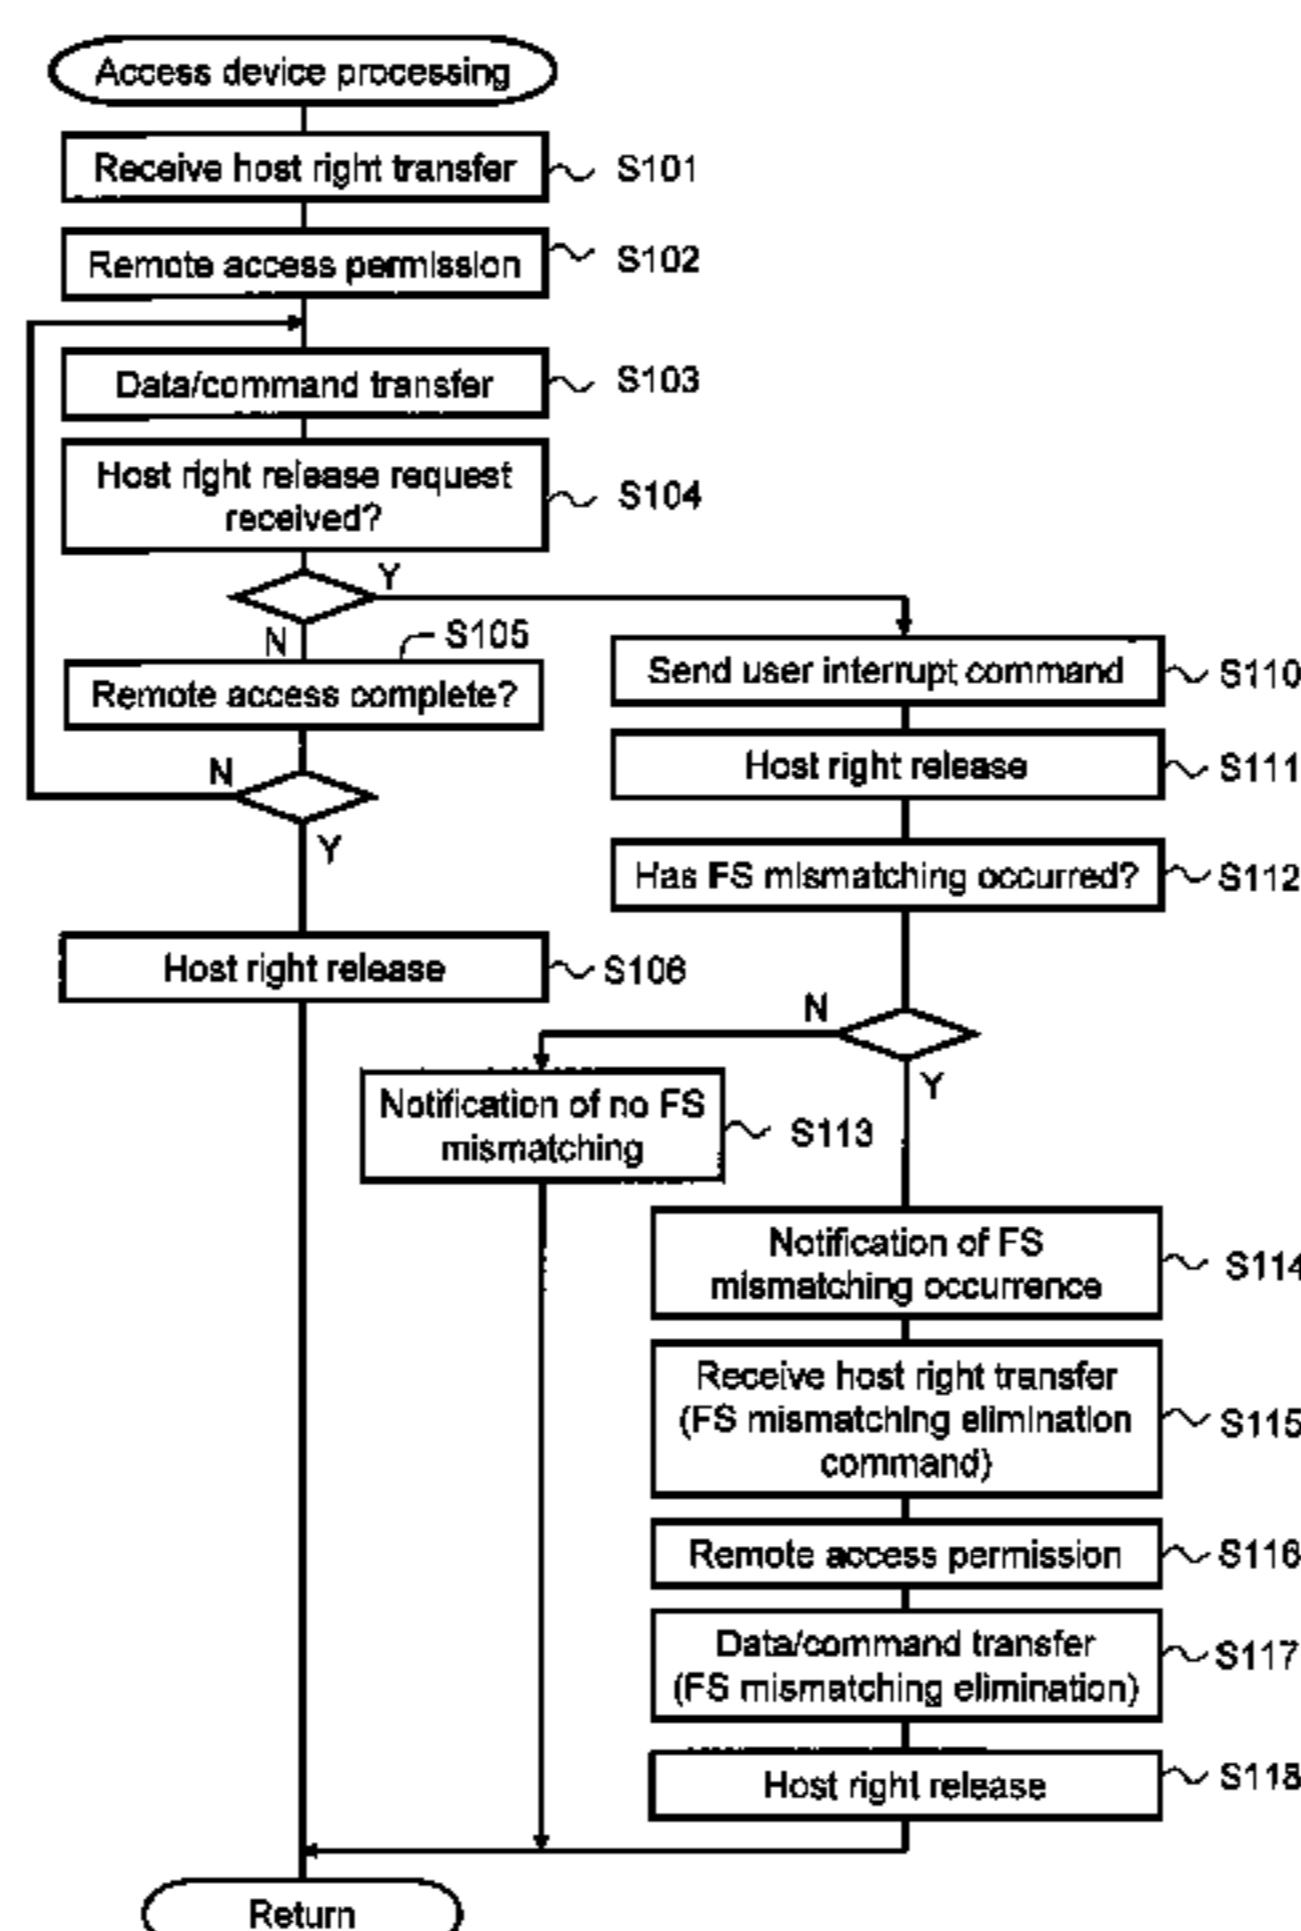 Access device processing
Receive host right transfer
S101
Remote access permission
S102
Data/command transfer
S103
Host right release request
received?
S104
Y
N
S105
Remote access complete?
N
Y
Host right release
S106
Send user interrupt command
S110
Host right release
S111
Has FS mismatching occurred?
S112
N
Y
Notification of no FS
mismatching
S113
Notification of FS
mismatching occurrence
S114
Receive host right transfer
(FS mismatching elimination
command)
S115
Remote access permission
S116
Data/command transfer
(FS mismatching elimination)
S117
Host right release
S118
Return